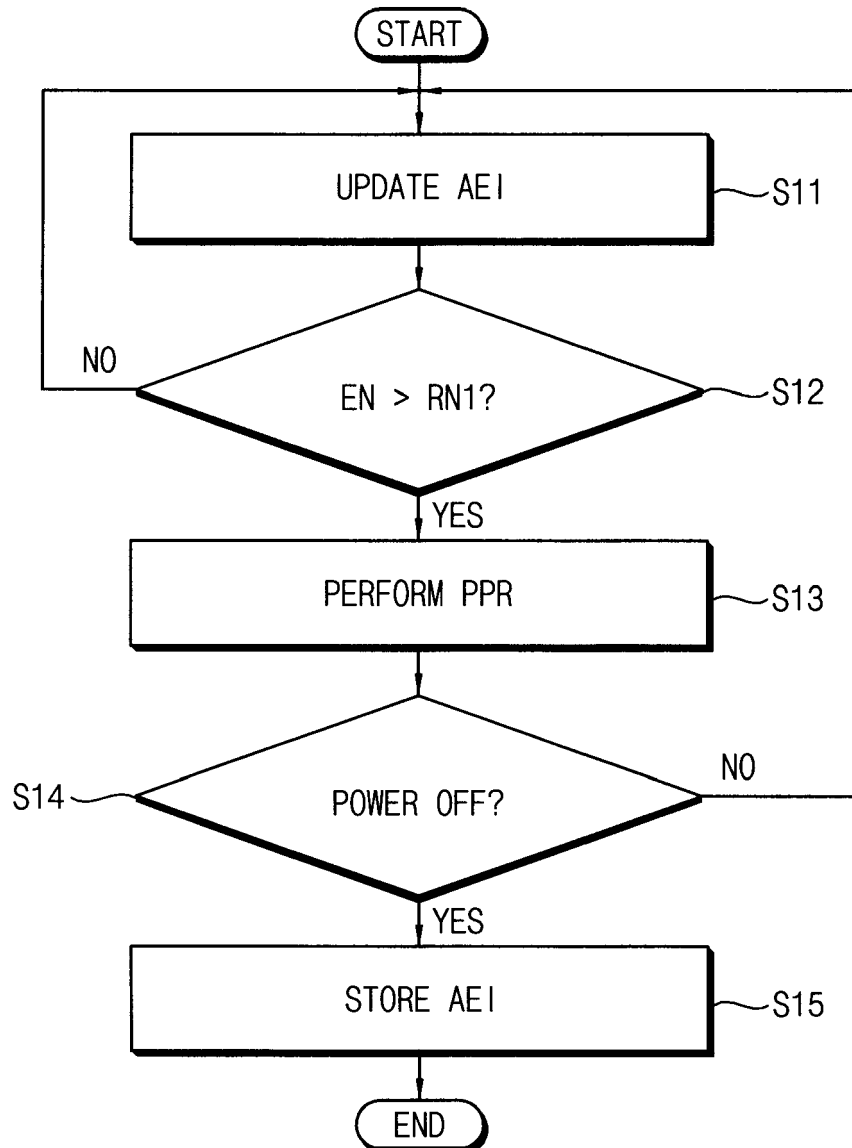 START
UPDATE AEI
S11
NO
EN > RN1?
S12
YES
PERFORM PPR
S13
S14
POWER OFF?
NO
YES
STORE AEI
S15
END